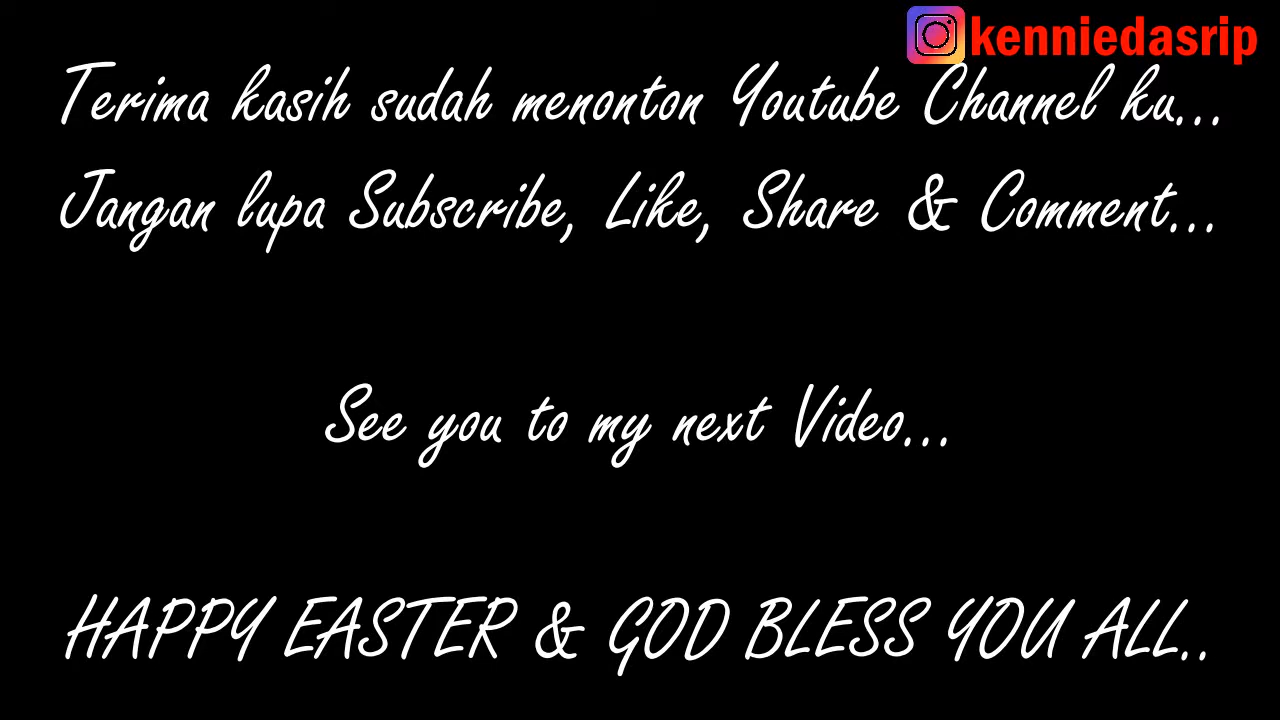 kenniedasrip
Terima kasih sudah menonton Youtube Channel ku...
Jangan lupa Subscribe, Like, Share & Comment...
See you to my next Video...
HAPPY EASTER & GOD BLESS YOU ALL..